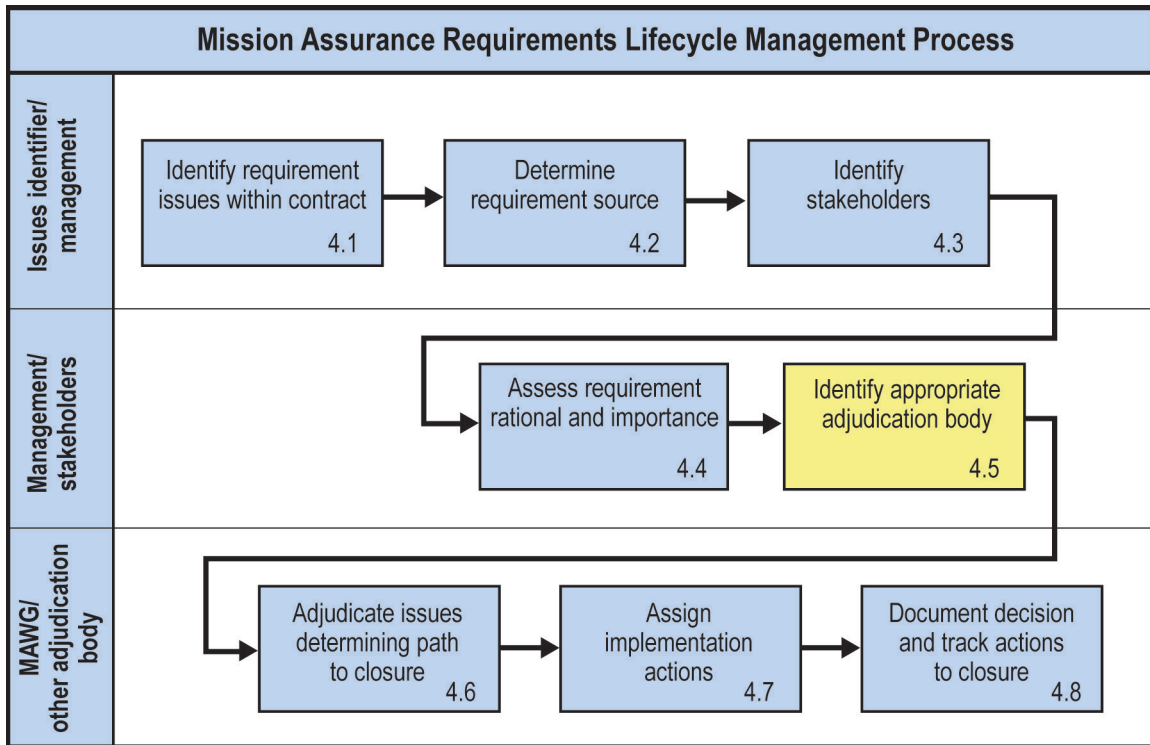 Mission Assurance Requirements Lifecycle Management Process
Issues identifier/
management
Identify requirement
issues within contract
4.1
Determine
requirement source
4.2
Identify
stakeholders
4.3
Management/
stakeholders
Assess requirement
rational and importance
4.4
Identify appropriate
adjudication body
4.5
MAWG/
other adjudication
body
Adjudicate issues
determining path
to closure
4.6
Assign
implementation
actions
4.7
Document decision
and track actions
to closure
4.8